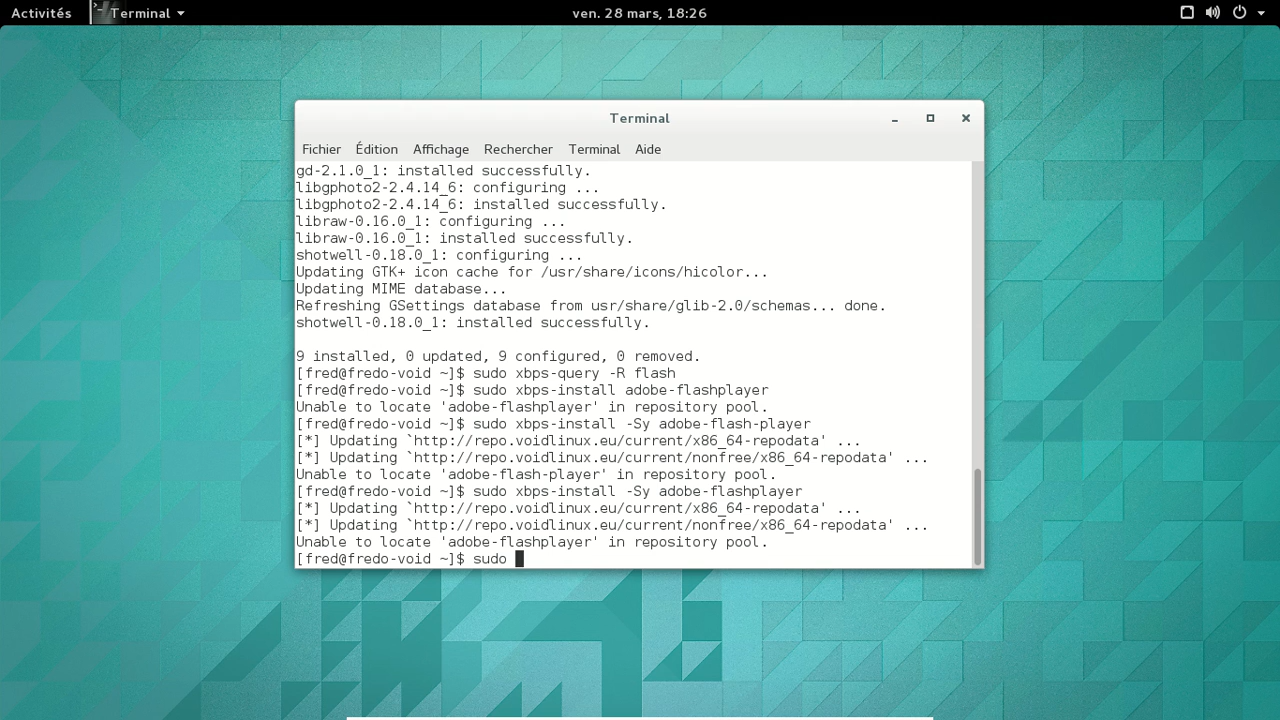 Activités Terminal ven. 28 mars, 18:26
Terminal
Fichier Édition Affichage Rechercher Terminal Aide
gd-2.1.0_1: installed successfully.
libgphoto2-2.4.14_6: configuring ...
libgphoto2-2.4.14_6: installed successfully.
libraw-0.16.0_1: configuring ...
libraw-0.16.0_1: installed successfully.
shotwell-0.18.0_1: configuring ...
Updating GTK+ icon cache for /usr/share/icons/hicolor...
Updating MIME database...
Refreshing GSettings database from usr/share/glib-2.0/schemas... done.
shotwell-0.18.0_1: installed successfully.
9 installed, 0 updated, 9 configured, 0 removed.
[fred@fredo-void ~]$ sudo xbps-query -R flash
[fred@fredo-void ~]$ sudo xbps-install adobe-flashplayer
Unable to locate 'adobe-flashplayer' in repository pool.
[fred@fredo-void ~]$ sudo xbps-install -Sy adobe-flash-player
[*] Updating `http://repo.voidlinux.eu/current/x86_64-repodata' ...
[*] Updating `http://repo.voidlinux.eu/current/nonfree/x86_64-repodata' ...
Unable to locate 'adobe-flash-player' in repository pool.
[fred@fredo-void ~]$ sudo xbps-install -Sy adobe-flashplayer
[*] Updating `http://repo.voidlinux.eu/current/x86_64-repodata' ...
[*] Updating `http://repo.voidlinux.eu/current/nonfree/x86_64-repodata' ...
Unable to locate 'adobe-flashplayer' in repository pool.
[fred@fredo-void ~]$ sudo